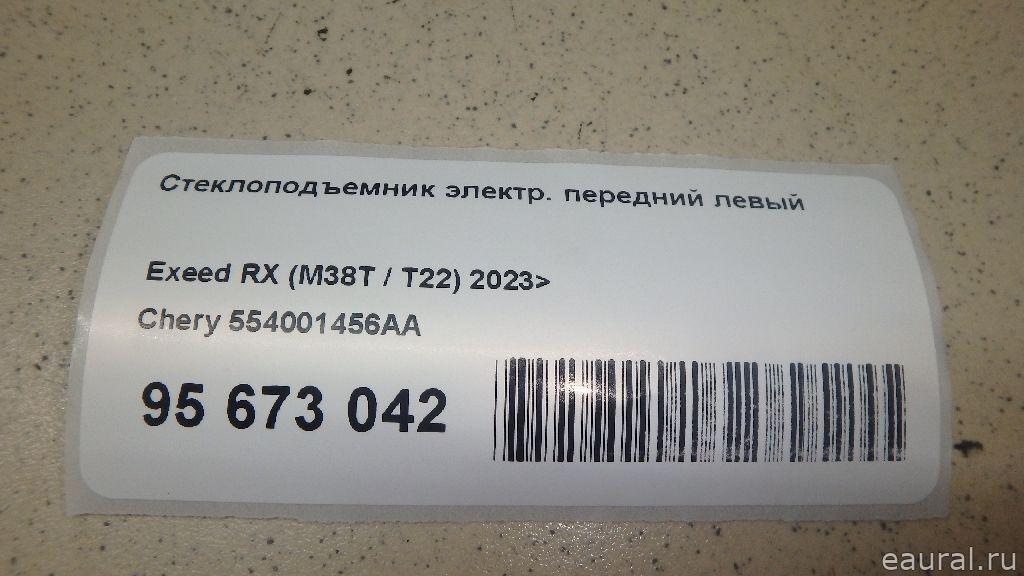 Стеклоподъемник электр. передний левый
Exeed RX (M38T / T22) 2023>
Chery 554001456AA
95 673 042
eaural.ru